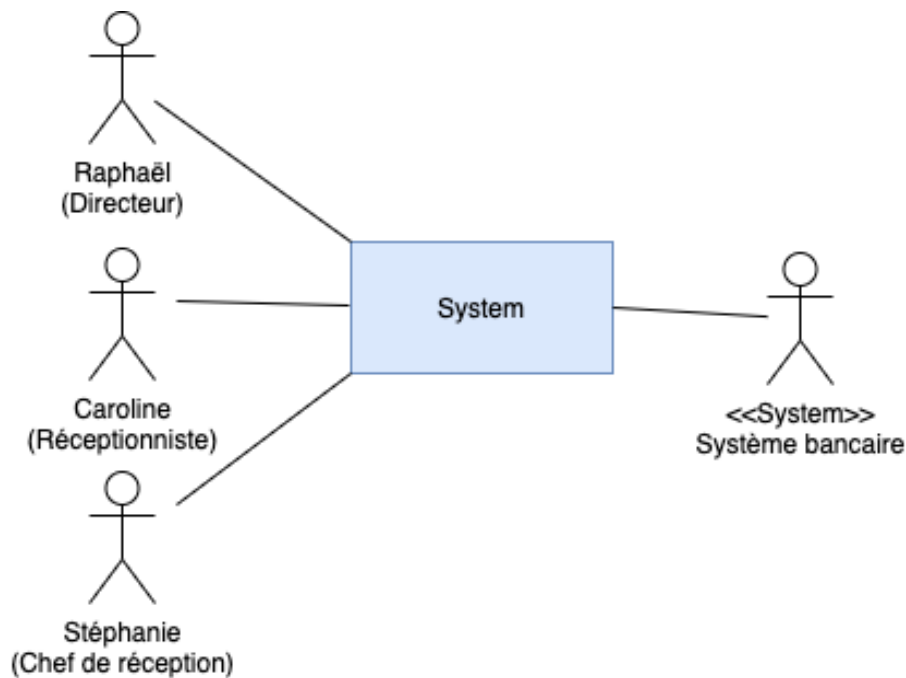 Raphaël
(Directeur)
System
Caroline
(Réceptionniste)
<<System>>
Système bancaire
Stéphanie
(Chef de réception)